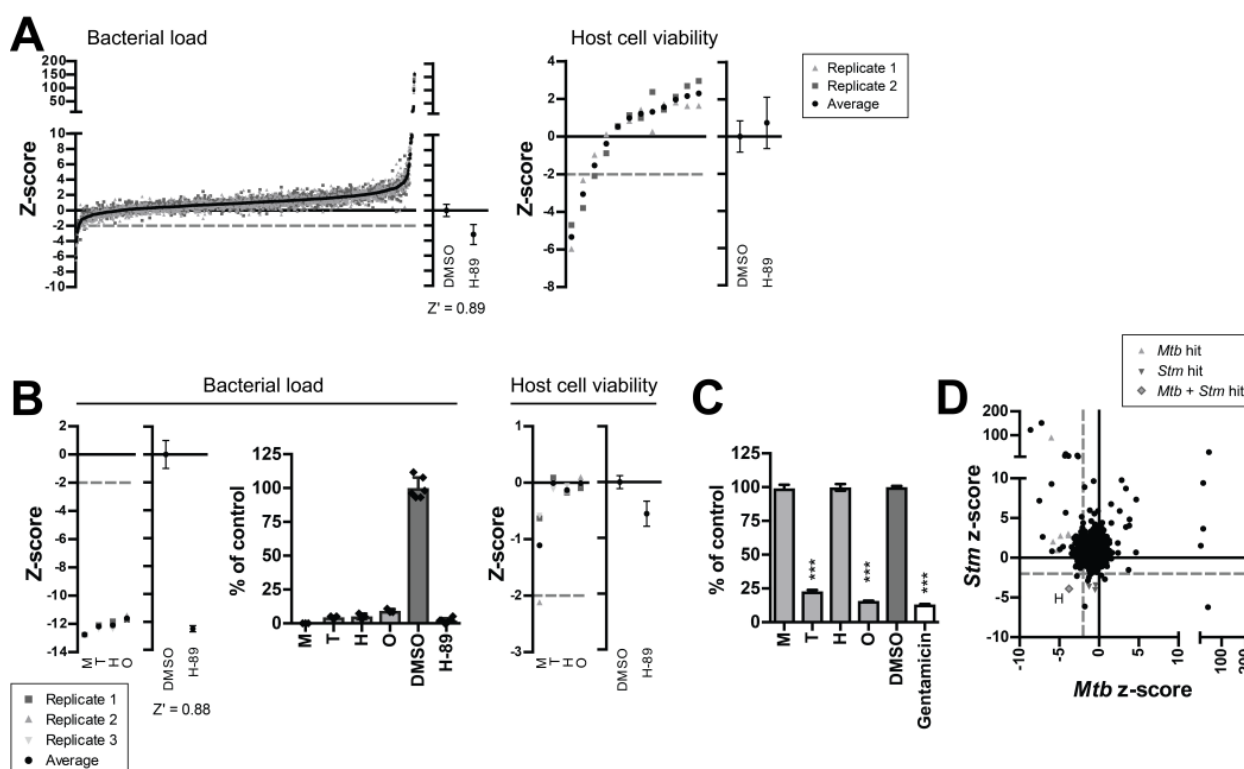 A
Bacterial load
Host cell viability
Replicate 1
Replicate 2
Average
Z-score
200
150
100
50
10
8
6
4
2
0
-2
-4
-6
-8
-10
DMSO
H-89
Z' = 0.89
Z-score
4
2
0
-2
-4
-6
-8
DMSO
H-89
B
Bacterial load
Host cell viability
Z-score
2
0
-2
-4
-6
-8
-10
-12
-14
M
T
H
O
DMSO
H-89
Z' = 0.88
% of control
125
100
75
50
25
0
M
T
H
O
DMSO
H-89
Z-score
1
0
-1
-2
-3
M
T
H
O
DMSO
H-89
Replicate 1
Replicate 2
Replicate 3
Average
C
% of control
125
100
75
50
25
0
***
***
***
M
T
H
O
DMSO
Gentamicin
D
Mtb hit
Stm hit
Mtb + Stm hit
Stm z-score
200
100
10
5
0
-5
-10
H
-10
-5
0
5
10
100
200
Mtb z-score